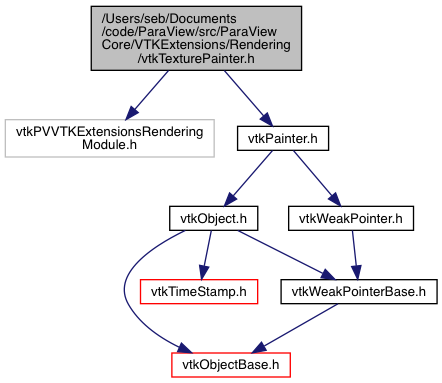 /Users/seb/Documents
/code/ParaView/src/ParaView
Core/VTKExtensions/Rendering
/vtkTexturePainter.h
vtkPVVTKExtensionsRendering
Module.h
vtkPainter.h
vtkObject.h
vtkWeakPointer.h
vtkTimeStamp.h
vtkWeakPointerBase.h
vtkObjectBase.h